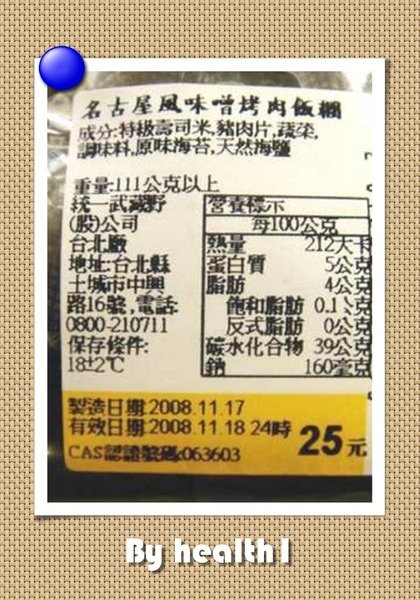 名古屋風味噌烤肉飯糰
成分:特級壽司米,豬肉片,蔬菜,
調味料,原味海苔,天然海鹽
重量:111公克以上
統一武藏野
(股)公司
台北廠
地址:台北縣
土城市中興
路16號,電話:
0800-210711
保存條件:
18±2℃
營養標示
每100公克
熱量 212大卡
蛋白質 5公克
脂肪 4公克
飽和脂肪 0.1公克
反式脂肪 0公克
碳水化合物 39公克
鈉 160毫克
製造日期:2008.11.17
有效日期:2008.11.18 24時
25元
CAS認證號碼:063603
By health1